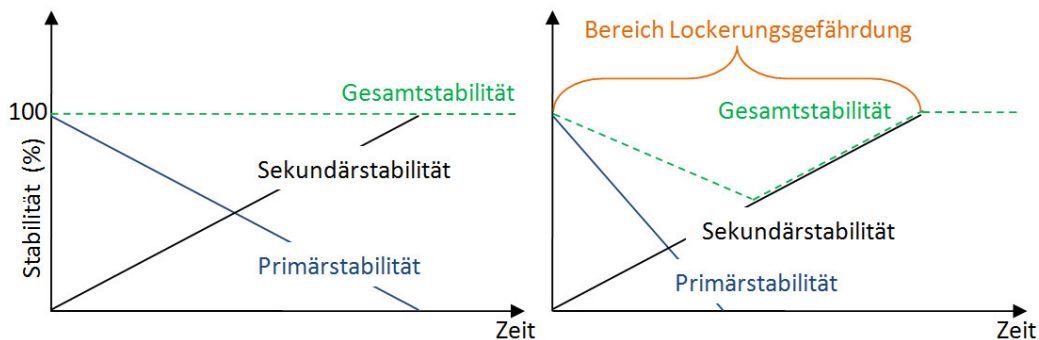 Gesamtstabilität
100
Sekundärstabilität
Stabilität (%)
Primärstabilität
Zeit
Bereich Lockerungsgefährdung
Gesamtstabilität
Sekundärstabilität
Primärstabilität
Zeit